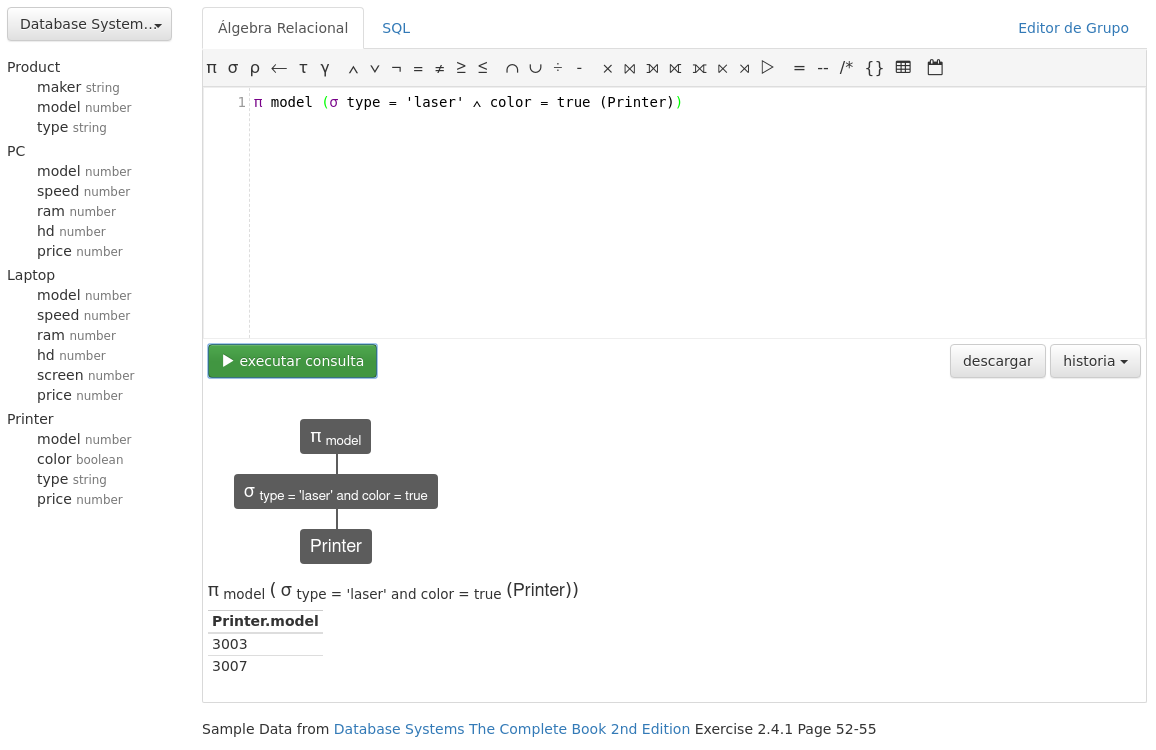 Database System...
Product
maker string
model number
type string
PC
model number
speed number
ram number
hd number
price number
Laptop
model number
speed number
ram number
hd number
screen number
price number
Printer
model number
color boolean
type string
price number
Álgebra Relacional SQL Editor de Grupo
π σ ρ ← τ γ ∧ ∨ ¬ = ≠ ≥ ≤ ∩ ∪ ÷ - × ⋈ ⟕ ⟖ ⟗ ⋉ ⋊ ▷ = -- /* {}
1 π model (σ type = 'laser' ∧ color = true (Printer))
▶ executar consulta descargar historia
π model
σ type = 'laser' and color = true
Printer
π model ( σ type = 'laser' and color = true (Printer))
Printer.model
3003
3007
Sample Data from Database Systems The Complete Book 2nd Edition Exercise 2.4.1 Page 52-55